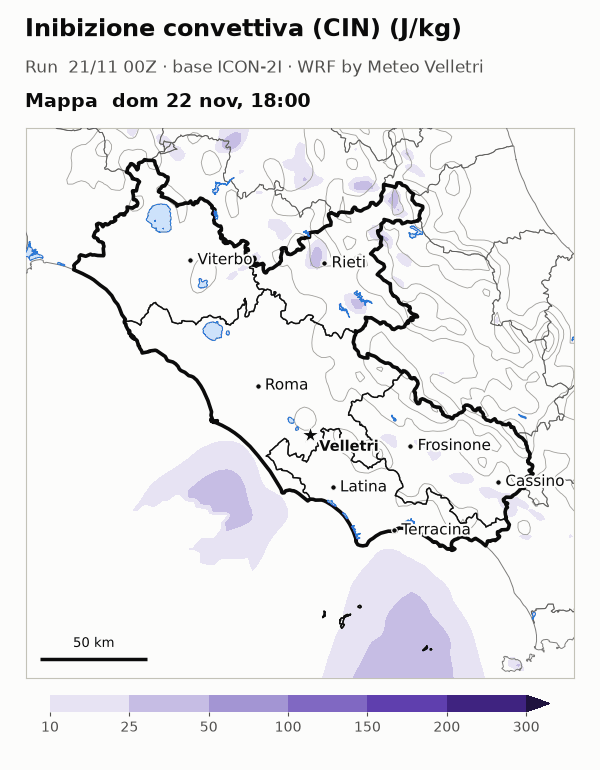 Inibizione convettiva (CIN) (J/kg)
Run 21/11 00Z · base ICON-2I · WRF by Meteo Velletri
Mappa dom 22 nov, 18:00
Viterbo
Rieti
Roma
Velletri
Frosinone
Latina
Cassino
Terracina
50 km
10 25 50 100 150 200 300